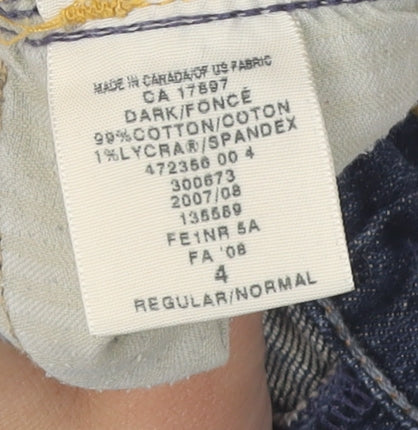 MADE IN CANADA/OF US FABRIC
CA 17897
DARK/FONCÉ
99%COTTON/COTON
1%LYCRA®/SPANDEX
472356 00 4
300673
2007/08
135589
FE1NR 5A
FA '08
4
REGULAR/NORMAL